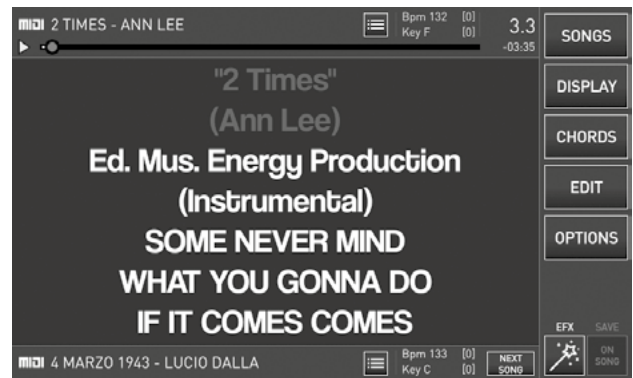 MIDI 2 TIMES - ANN LEE
Bpm 132 [0]
Key F [0]
3.3
-03:35
"2 Times"
(Ann Lee)
Ed. Mus. Energy Production
(Instrumental)
SOME NEVER MIND
WHAT YOU GONNA DO
IF IT COMES COMES
MIDI 4 MARZO 1943 - LUCIO DALLA
Bpm 133 [0]
Key C [0]
NEXT
SONG
SONGS
DISPLAY
CHORDS
EDIT
OPTIONS
EFX SAVE
ON
SONG